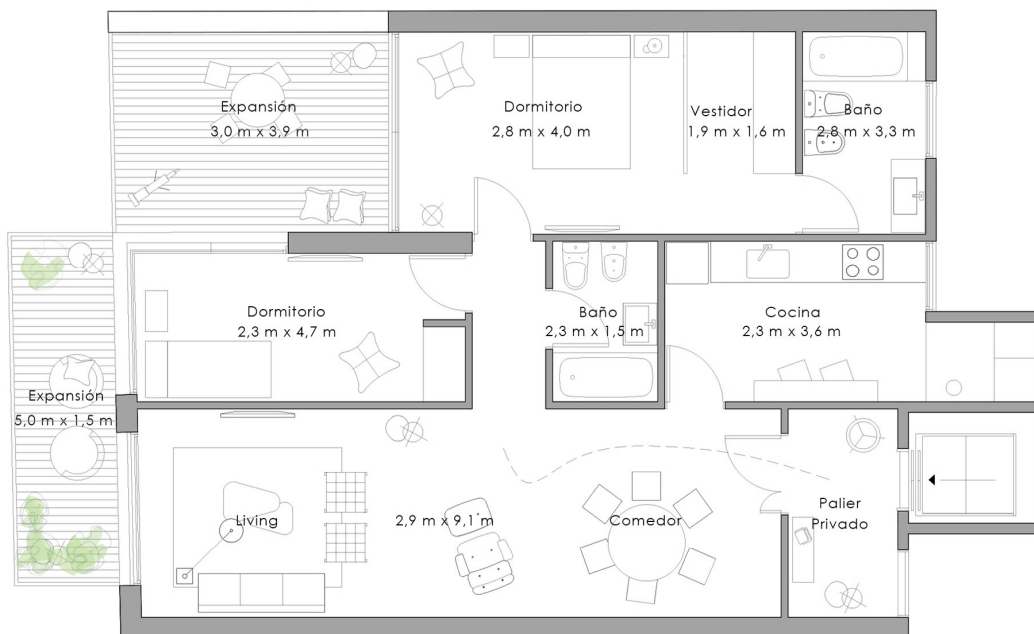 Expansión
3,0 m x 3,9 m
Dormitorio
2,8 m x 4,0 m
Vestidor
1,9 m x 1,6 m
Baño
2,8 m x 3,3 m
Dormitorio
2,3 m x 4,7 m
Baño
2,3 m x 1,5 m
Cocina
2,3 m x 3,6 m
Expansión
5,0 m x 1,5 m
Living
2,9 m x 9,1 m
Comedor
Palier
Privado